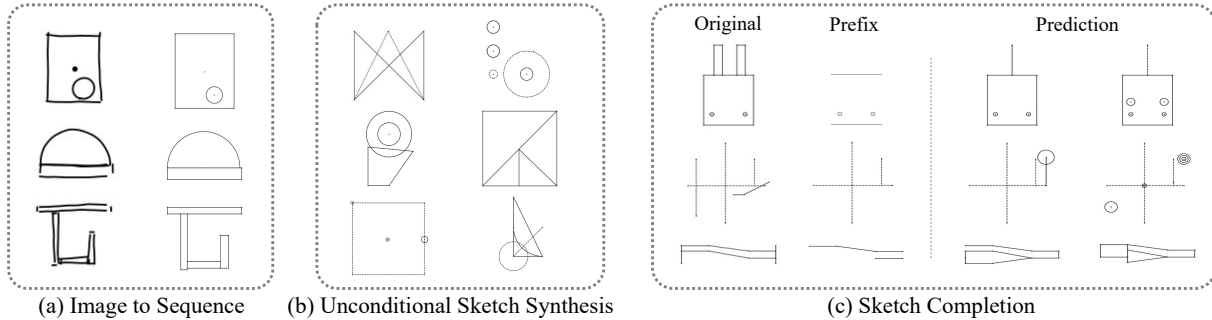 Original Prefix Prediction
(a) Image to Sequence (b) Unconditional Sketch Synthesis (c) Sketch Completion